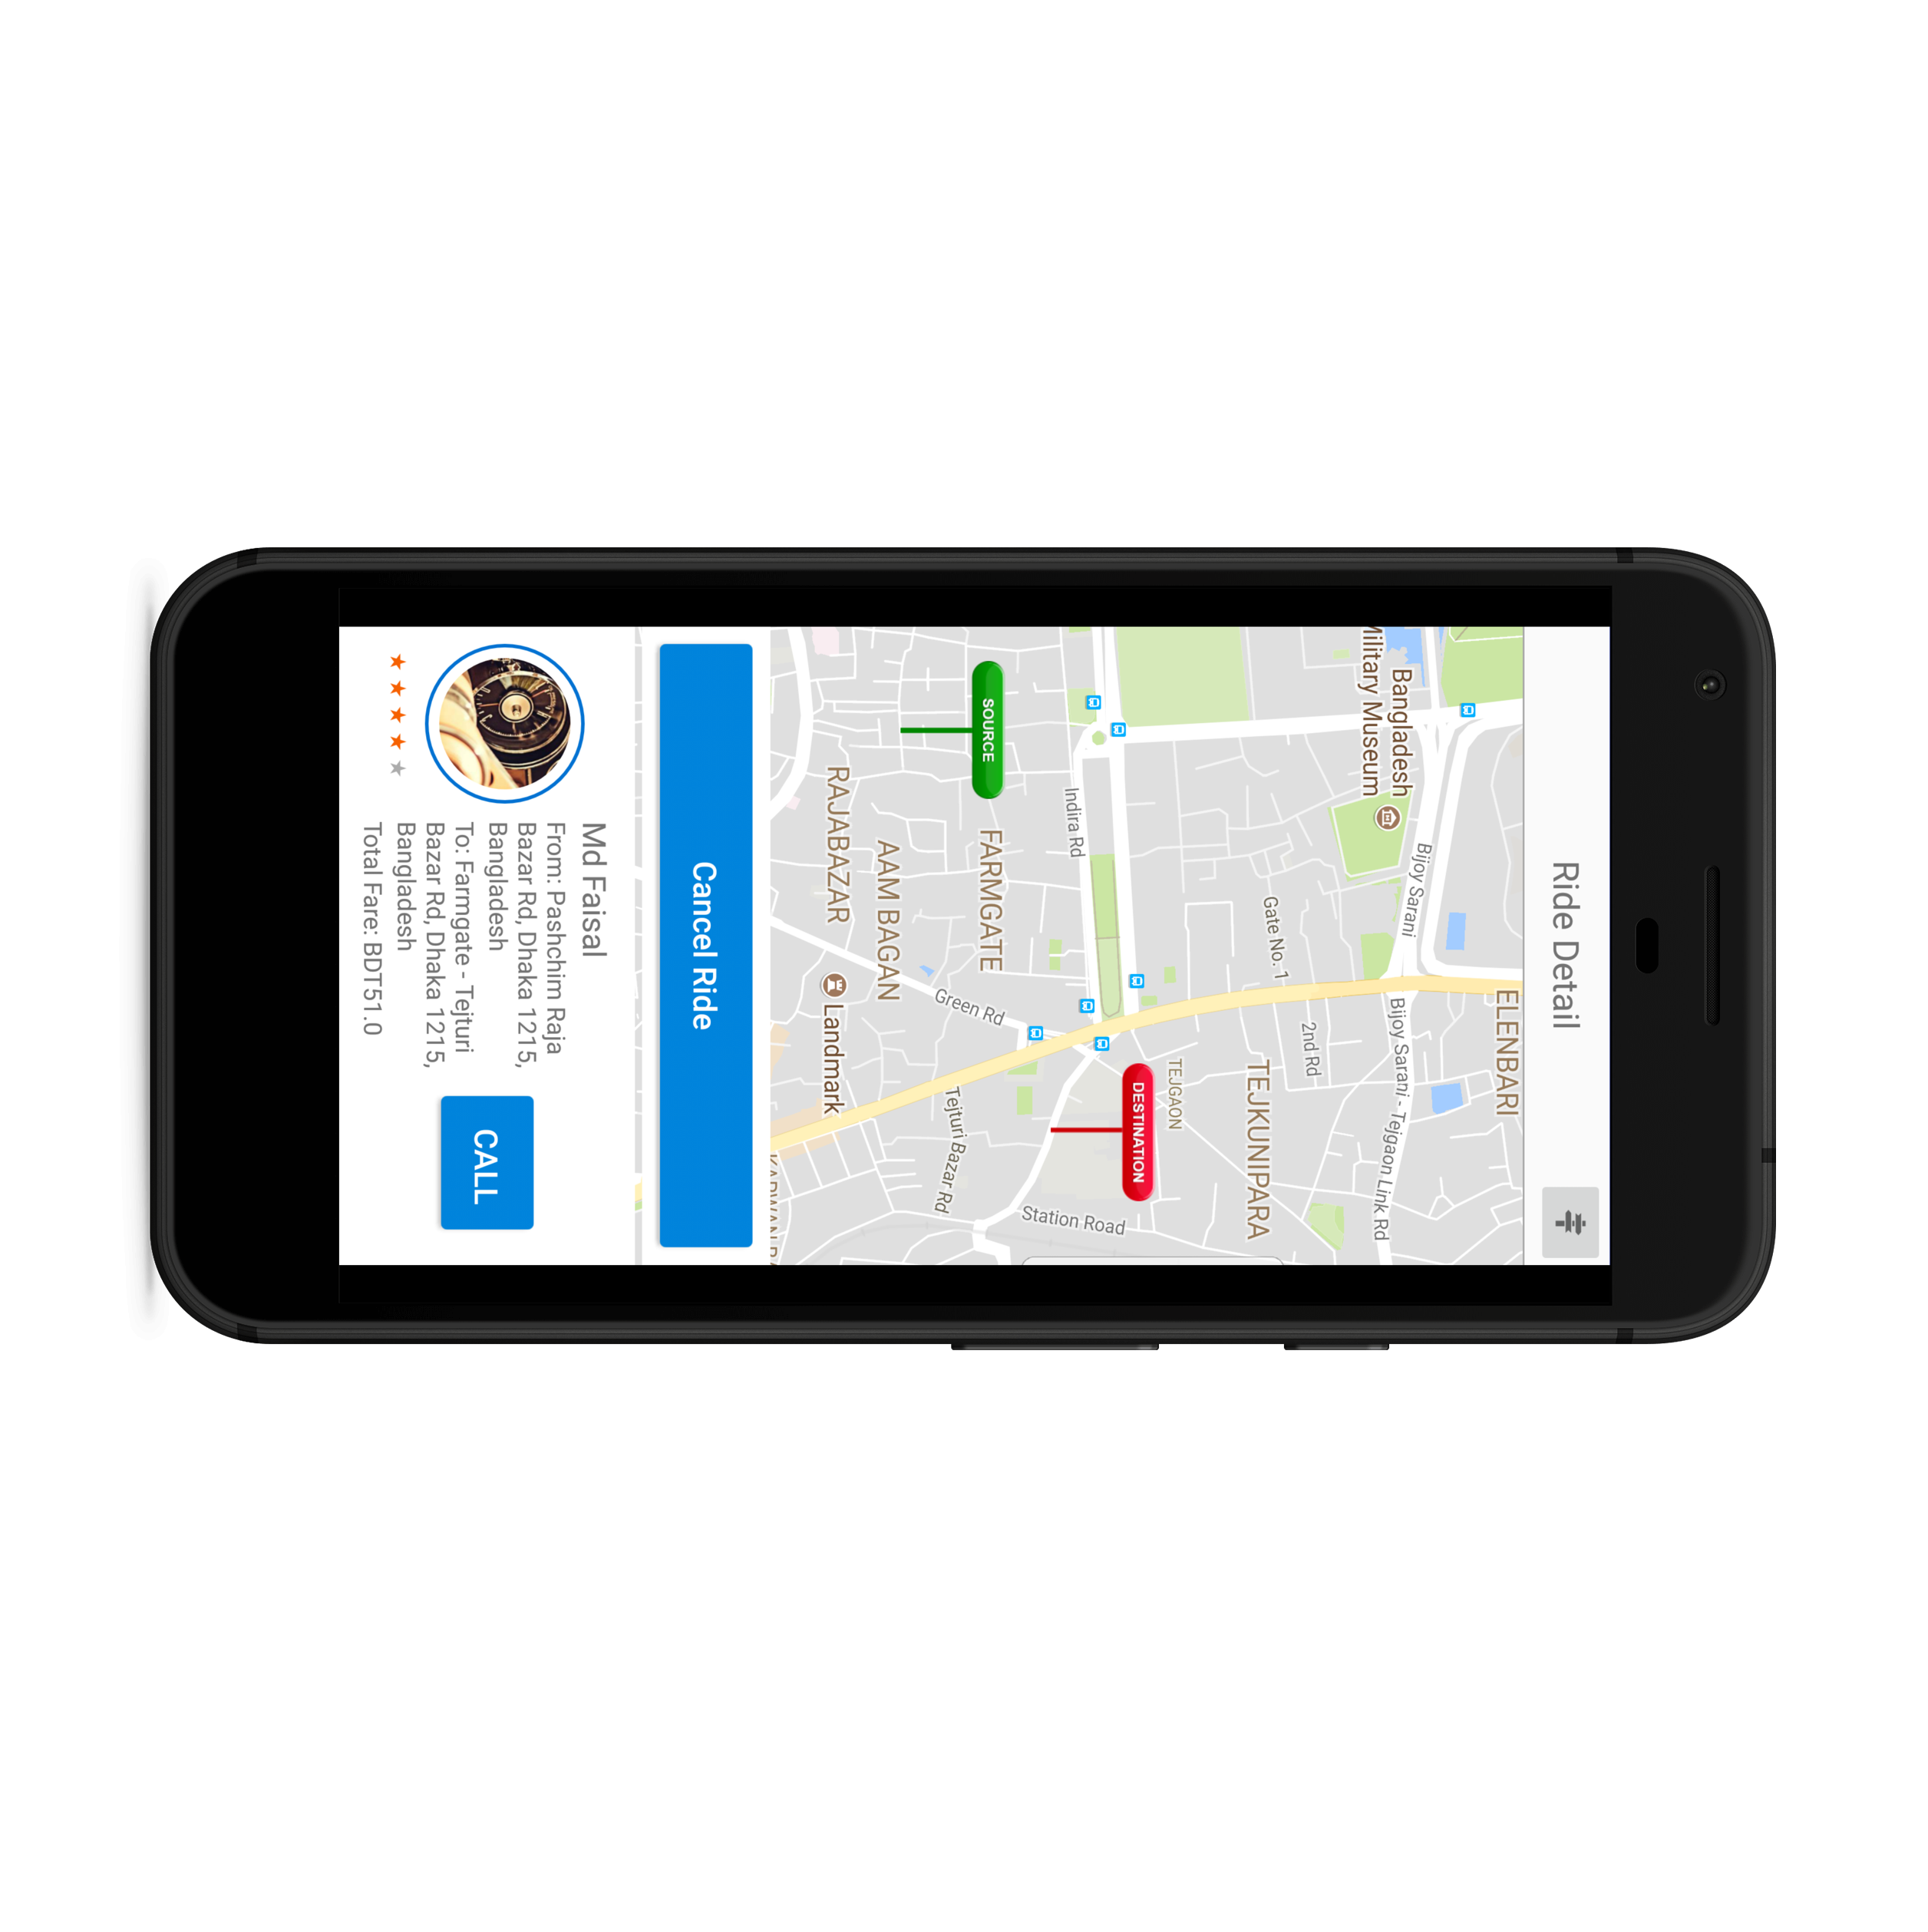 Ride Detail
ELENBARI
Bangladesh
Military Museum
Bijoy Sarani
Bijoy Sarani - Tejgaon Link Rd
2nd Rd
Gate No. 1
TEJKUNIPARA
TEJGAON
DESTINATION
Indira Rd
Station Road
SOURCE
FARMGATE
Green Rd
Tejturi Bazar Rd
AAM BAGAN
RAJABAZAR
Landmark
Cancel Ride
Md Faisal
From: Pashchim Raja
Bazar Rd, Dhaka 1215,
Bangladesh
To: Farmgate - Tejturi
Bazar Rd, Dhaka 1215,
Bangladesh
Total Fare: BDT51.0
CALL